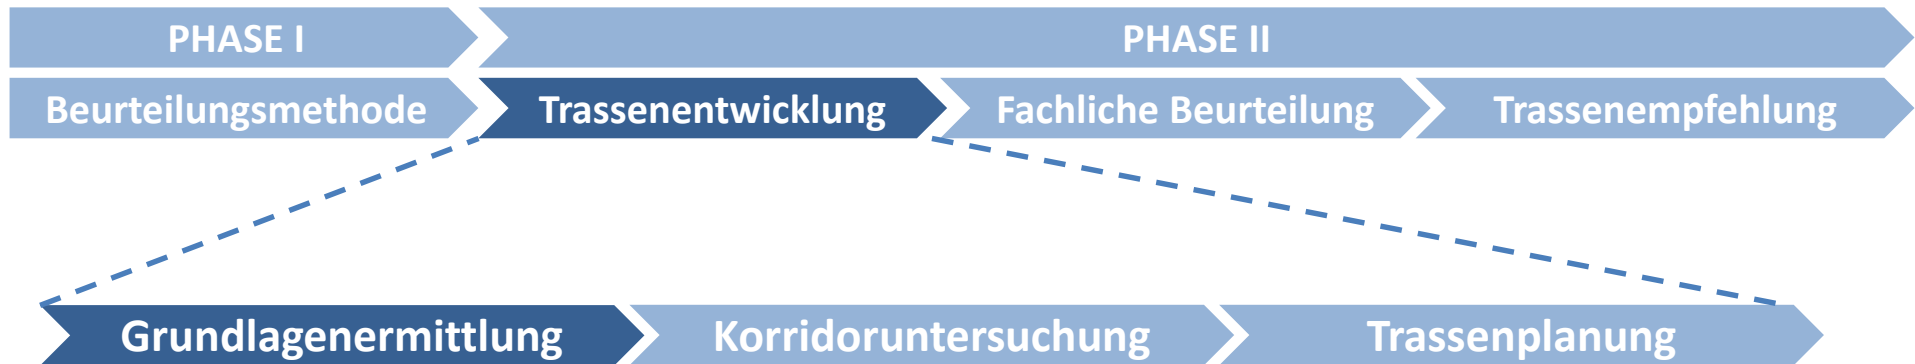 PHASE I
PHASE II
Beurteilungsmethode
Trassenentwicklung
Fachliche Beurteilung
Trassenempfehlung
Grundlagenermittlung
Korridoruntersuchung
Trassenplanung